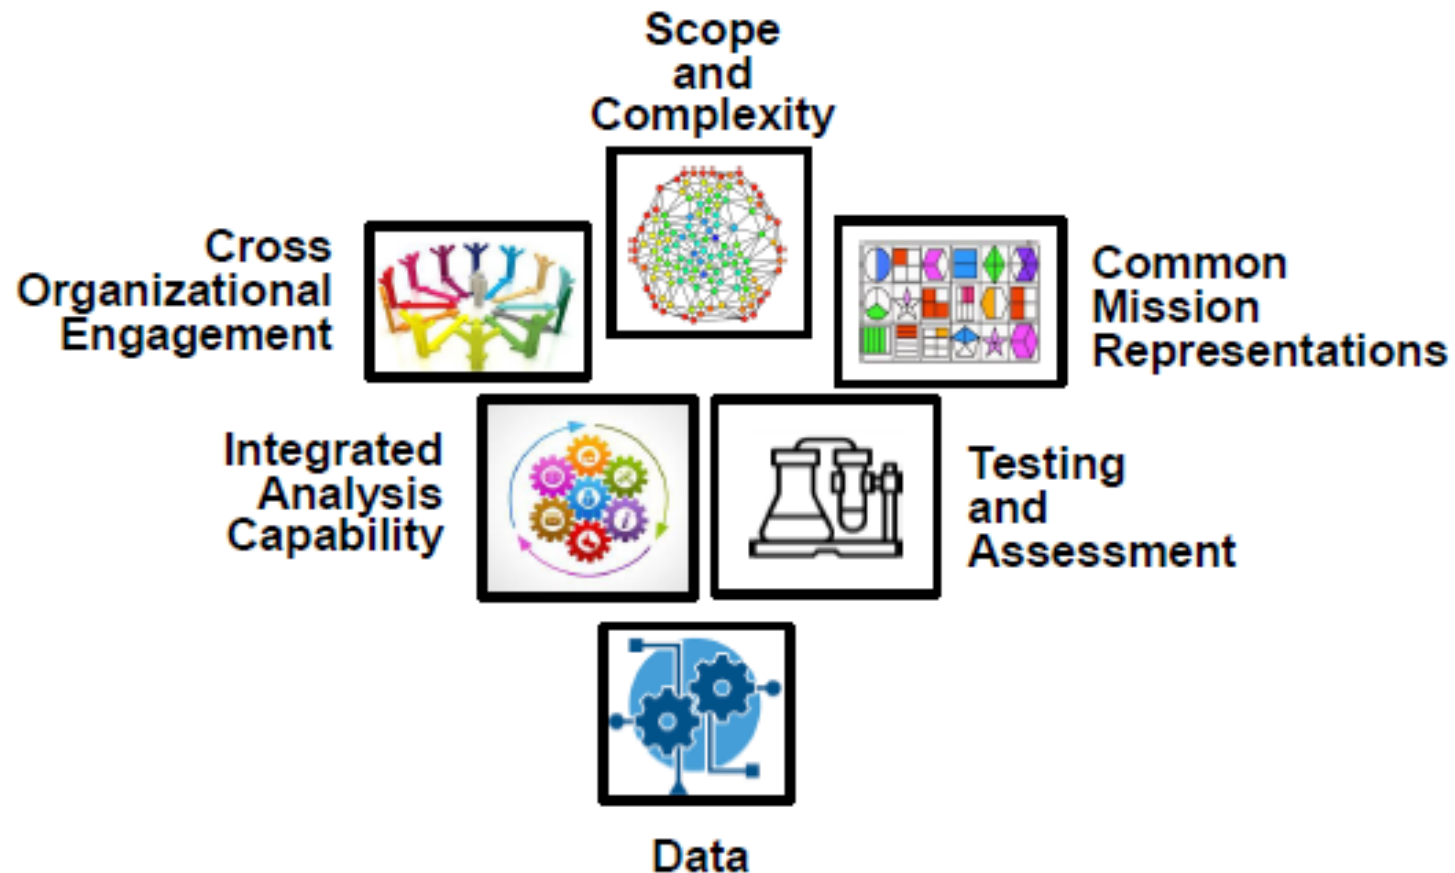 Scope
and
Complexity
Cross
Organizational
Engagement
Common
Mission
Representations
Integrated
Analysis
Capability
Testing
and
Assessment
Data